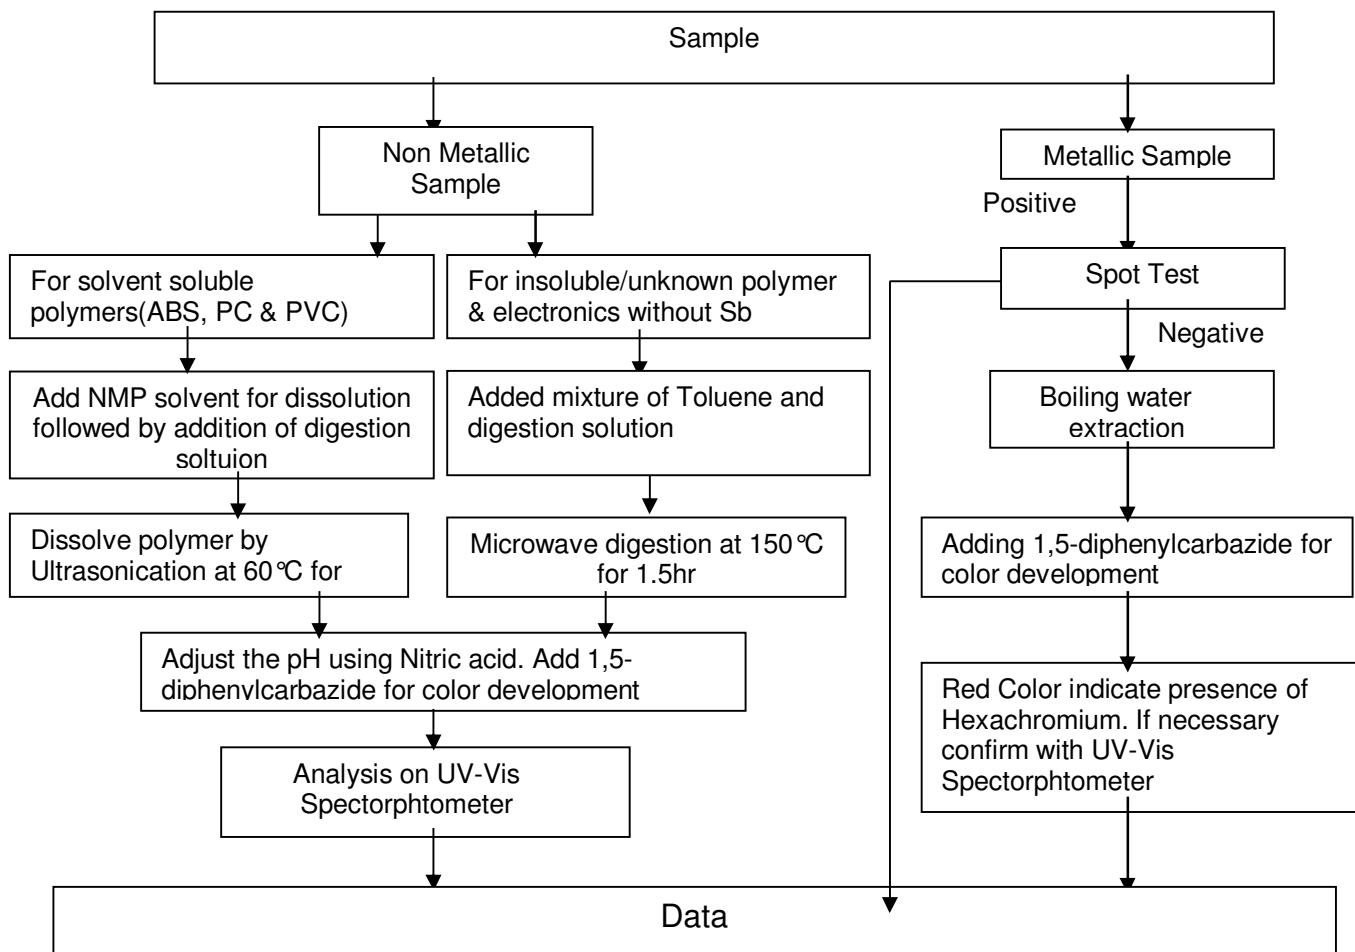 Sample
Non Metallic
Sample
Metallic Sample
Positive
For solvent soluble
polymers(ABS, PC & PVC)
For insoluble/unknown polymer
& electronics without Sb
Spot Test
Negative
Add NMP solvent for dissolution
followed by addition of digestion
soltuion
Added mixture of Toluene and
digestion solution
Boiling water
extraction
Dissolve polymer by
Ultrasonication at 60°C for
Microwave digestion at 150°C
for 1.5hr
Adding 1,5-diphenylcarbazide for
color development
Adjust the pH using Nitric acid. Add 1,5-
diphenylcarbazide for color development
Red Color indicate presence of
Hexachromium. If necessary
confirm with UV-Vis
Spectorphtometer
Analysis on UV-Vis
Spectorphtometer
Data